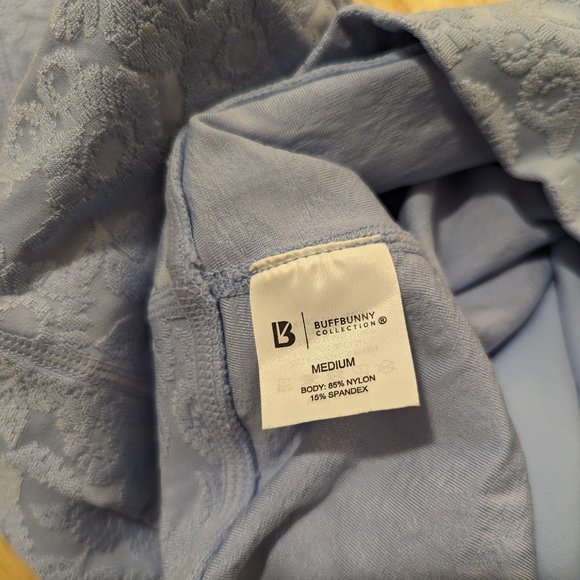 BUFFBUNNY
COLLECTION®
MEDIUM
BODY: 85% NYLON
15% SPANDEX